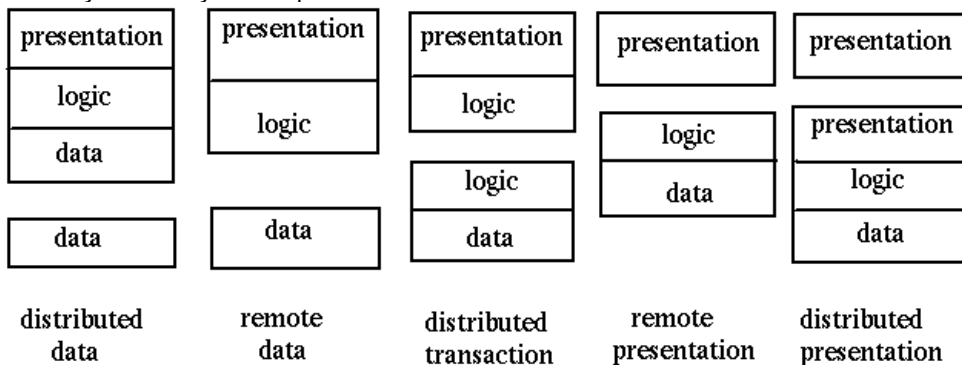 presentation
logic
data
data
distributed
data
presentation
logic
data
remote
data
presentation
logic
logic
data
distributed
transaction
presentation
logic
data
remote
presentation
presentation
presentation
logic
data
distributed
presentation